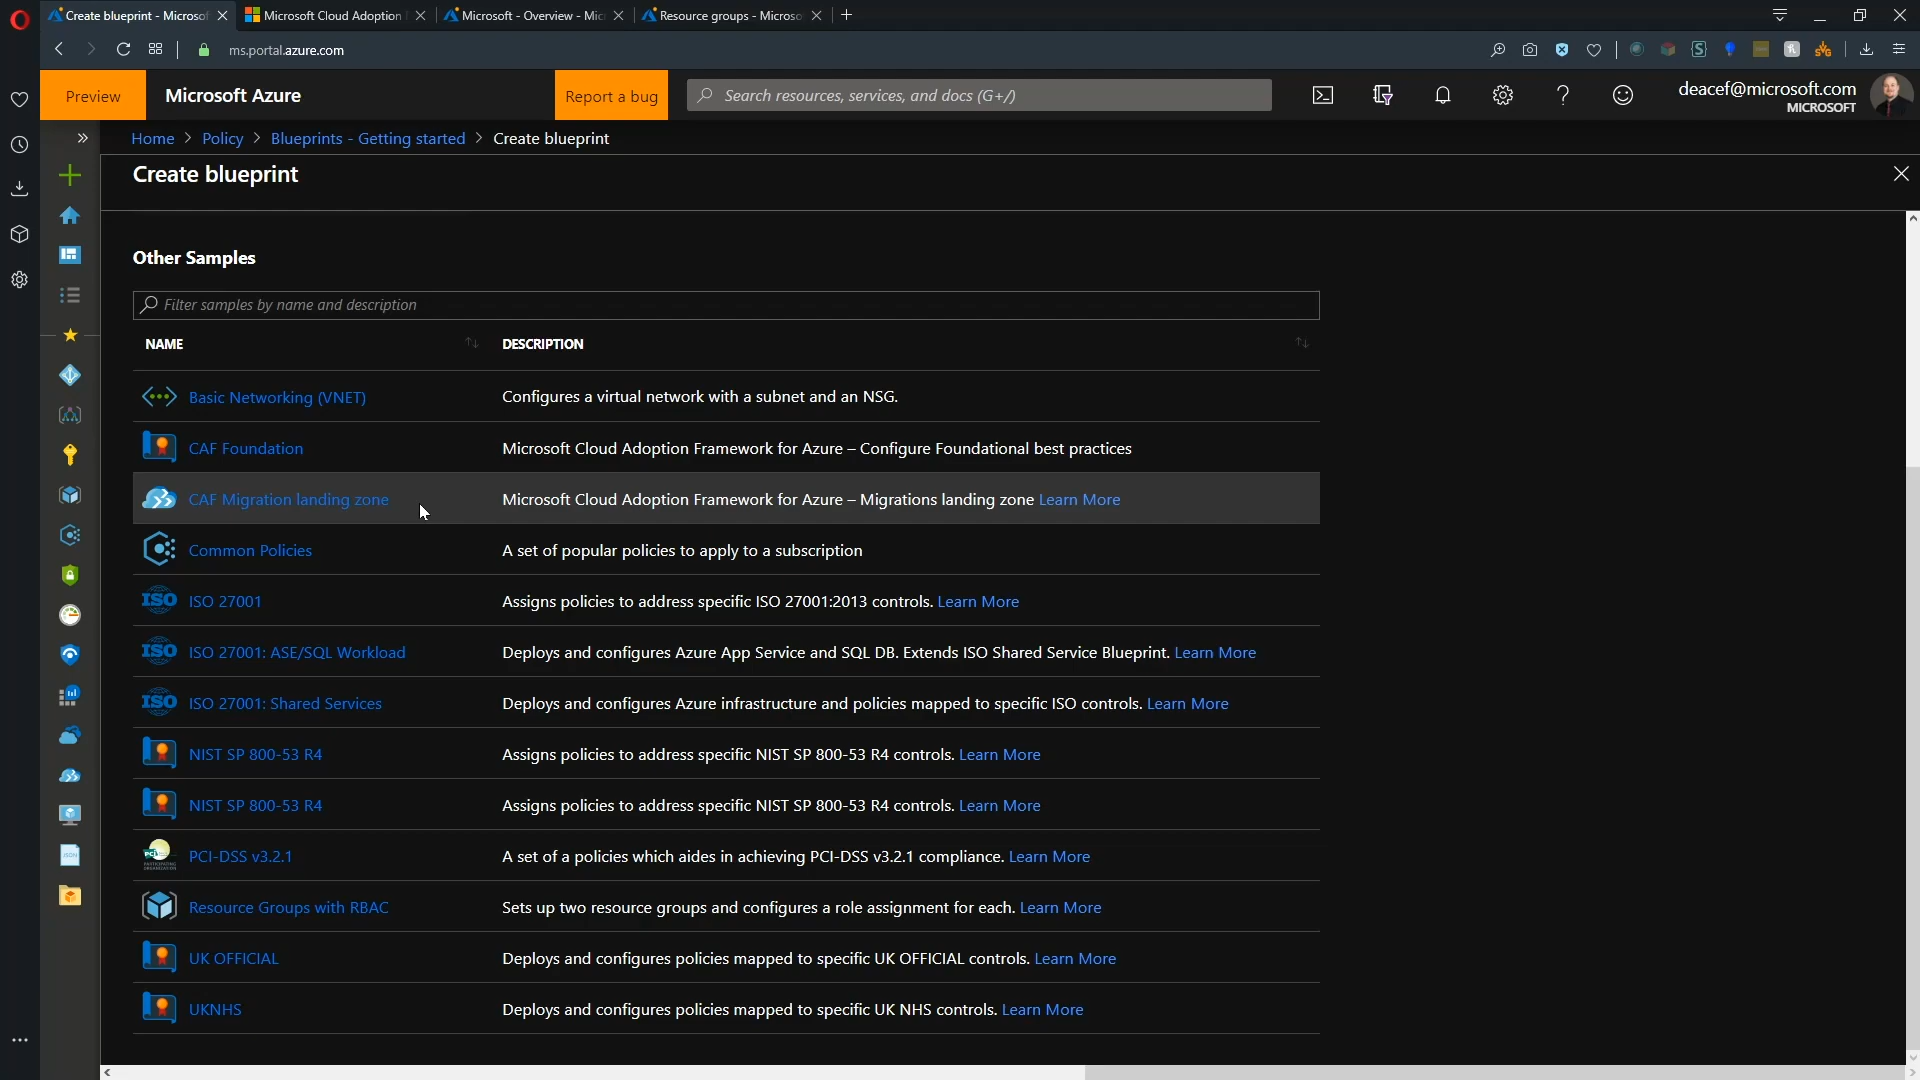 Create blueprint - Microsof
Microsoft Cloud Adoption
Microsoft - Overview - Mic
Resource groups - Microso
ms.portal.azure.com
Preview
Microsoft Azure
Report a bug
Search resources, services, and docs (G+/)
deacef@microsoft.com
MICROSOFT
Home > Policy > Blueprints - Getting started > Create blueprint
Create blueprint
Other Samples
Filter samples by name and description
NAME DESCRIPTION
Basic Networking (VNET) Configures a virtual network with a subnet and an NSG.
CAF Foundation Microsoft Cloud Adoption Framework for Azure – Configure Foundational best practices
CAF Migration landing zone Microsoft Cloud Adoption Framework for Azure – Migrations landing zone Learn More
Common Policies A set of popular policies to apply to a subscription
ISO ISO 27001 Assigns policies to address specific ISO 27001:2013 controls. Learn More
ISO ISO 27001: ASE/SQL Workload Deploys and configures Azure App Service and SQL DB. Extends ISO Shared Service Blueprint. Learn More
ISO ISO 27001: Shared Services Deploys and configures Azure infrastructure and policies mapped to specific ISO controls. Learn More
NIST SP 800-53 R4 Assigns policies to address specific NIST SP 800-53 R4 controls. Learn More
NIST SP 800-53 R4 Assigns policies to address specific NIST SP 800-53 R4 controls. Learn More
PCI-DSS v3.2.1 A set of a policies which aides in achieving PCI-DSS v3.2.1 compliance. Learn More
Resource Groups with RBAC Sets up two resource groups and configures a role assignment for each. Learn More
UK OFFICIAL Deploys and configures policies mapped to specific UK OFFICIAL controls. Learn More
UKNHS Deploys and configures policies mapped to specific UK NHS controls. Learn More